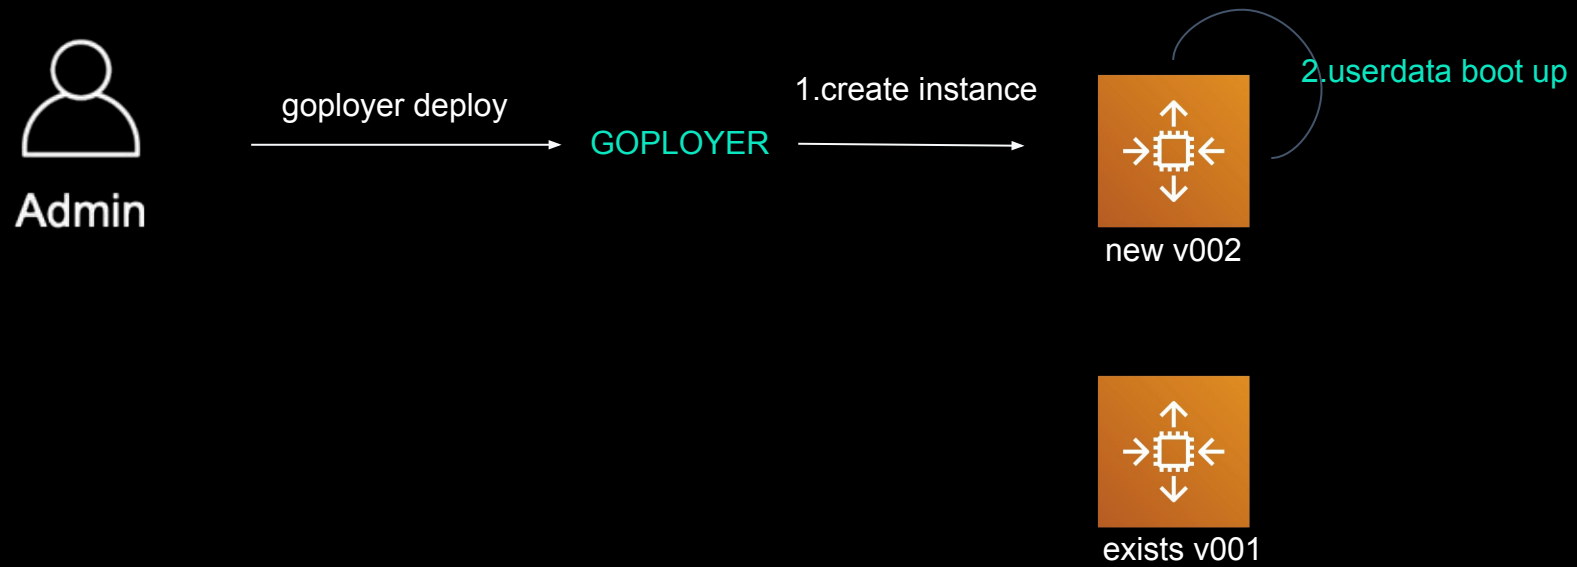 Admin
goployer deploy
GOPLOYER
1.create instance
2.userdata boot up
new v002
exists v001